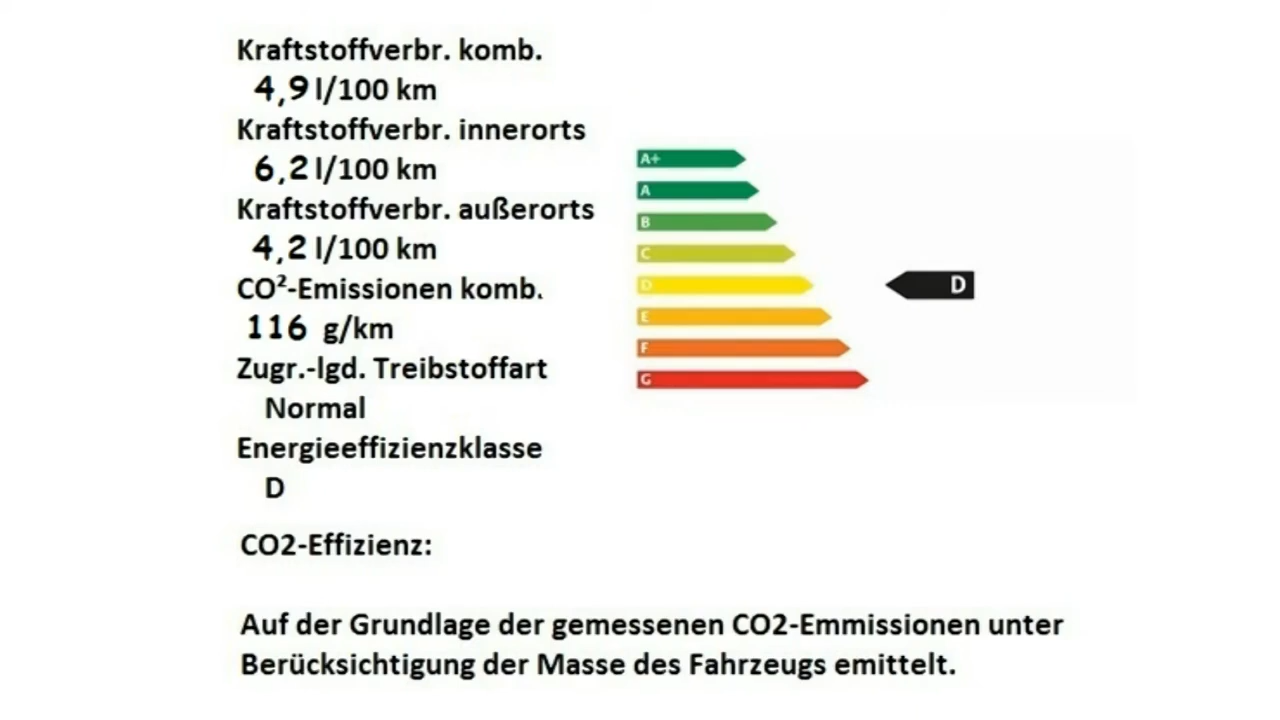 Kraftstoffverbr. komb.
4,9 l/100 km
Kraftstoffverbr. innerorts
6,2 l/100 km
Kraftstoffverbr. außerorts
4,2 l/100 km
CO²-Emissionen komb.
116 g/km
Zugr.-lgd. Treibstoffart
Normal
Energieeffizienzklasse
D
A+
A
B
C
D
D
E
F
G
CO2-Effizienz:
Auf der Grundlage der gemessenen CO2-Emmissionen unter
Berücksichtigung der Masse des Fahrzeugs emittelt.